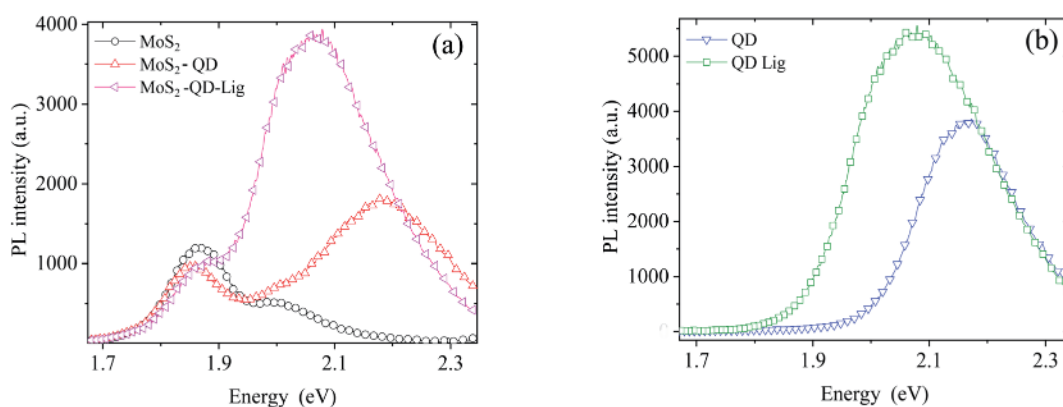 4000
3000
2000
1000
PL intensity (a.u.)
MoS2
MoS2- QD
MoS2-QD-Lig
(a)
1.7 1.9 2.1 2.3
Energy (eV)
5000
4000
3000
2000
1000
0
PL intensity (a.u.)
QD
QD Lig
(b)
1.7 1.9 2.1 2.3
Energy (eV)